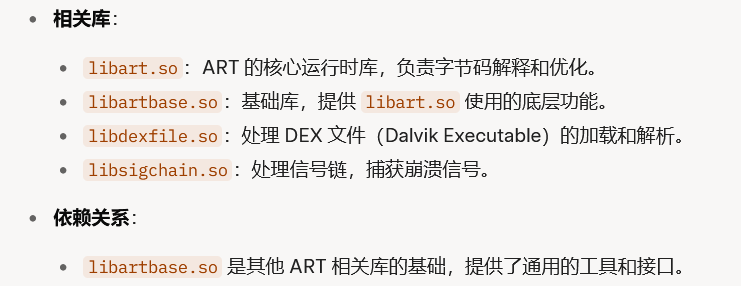 相关库：
libart.so：ART 的核心运行时库，负责字节码解释和优化。
libartbase.so：基础库，提供 libart.so 使用的底层功能。
libdexfile.so：处理 DEX 文件（Dalvik Executable）的加载和解析。
libsigchain.so：处理信号链，捕获崩溃信号。
依赖关系：
libartbase.so 是其他 ART 相关库的基础，提供了通用的工具和接口。